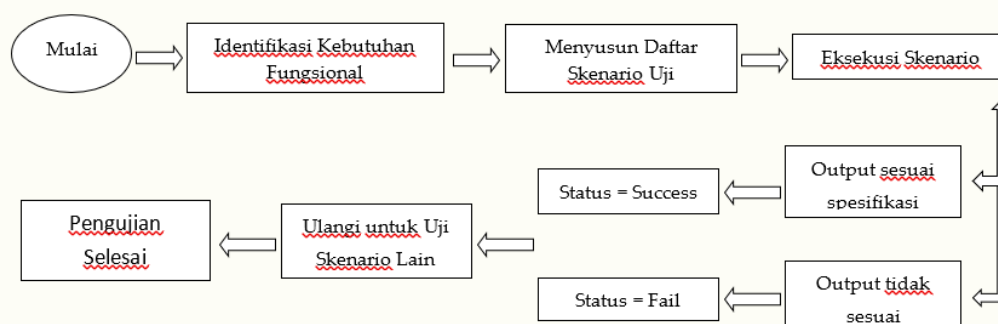 Mulai
Identifikasi Kebutuhan
Fungsional
Menyusun Daftar
Skenario Uji
Eksekusi Skenario
Output sesuai
spesifikasi
Status = Success
Ulangi untuk Uji
Skenario Lain
Pengujian
Selesai
Output tidak
sesuai
Status = Fail